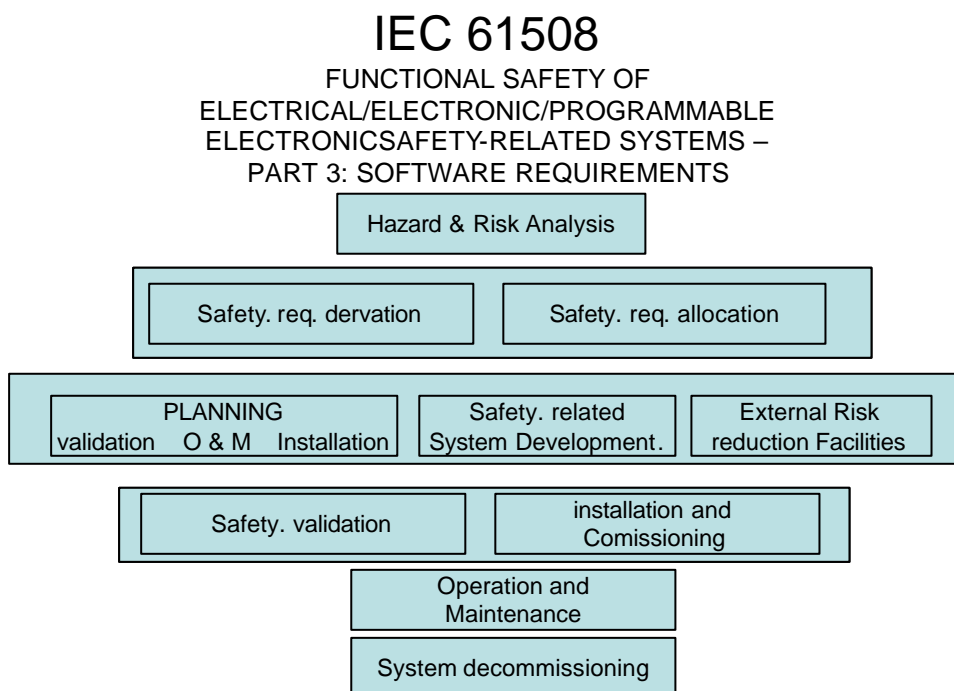 IEC 61508
FUNCTIONAL SAFETY OF
ELECTRICAL/ELECTRONIC/PROGRAMMABLE
ELECTRONICSAFETY-RELATED SYSTEMS –
PART 3: SOFTWARE REQUIREMENTS
Hazard & Risk Analysis
Safety. req. dervation
Safety. req. allocation
PLANNING
validation O & M Installation
Safety. related
System Development.
External Risk
reduction Facilities
Safety. validation
installation and
Comissioning
Operation and
Maintenance
System decommissioning